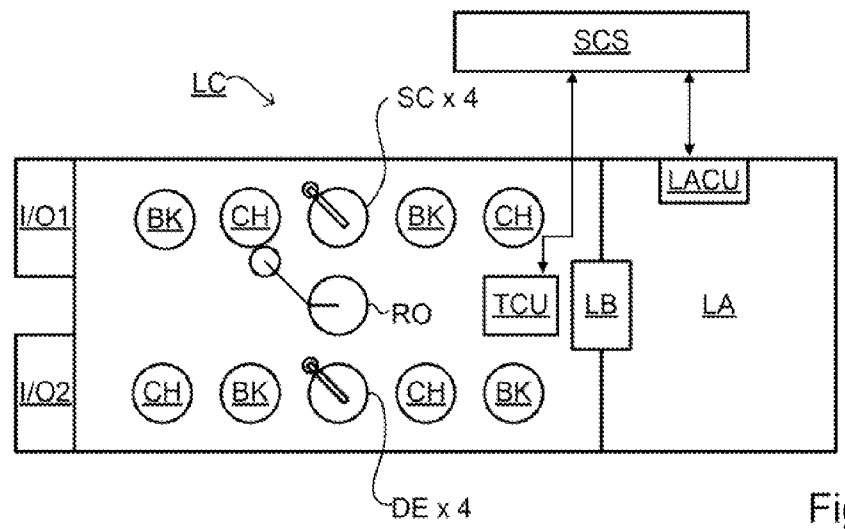 SCS
LC
SC x 4
LACU
I/O1
BK
CH
BK
CH
RO
TCU
LB
LA
I/O2
CH
BK
CH
BK
DE x 4
Fig